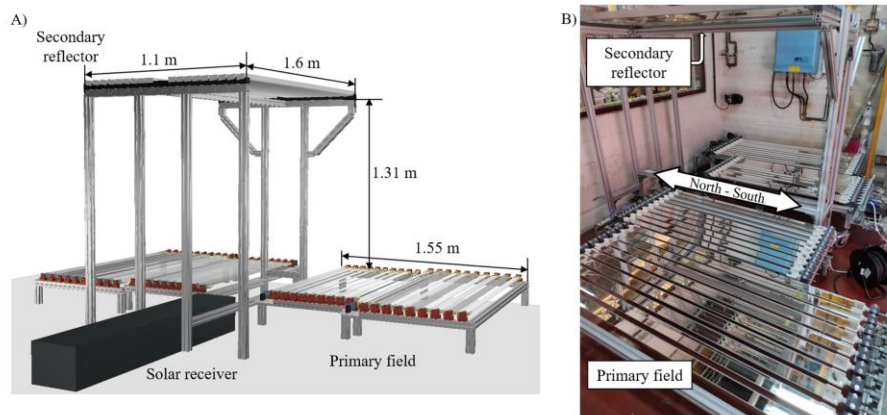 A)
Secondary
reflector
1.1 m
1.6 m
1.31 m
1.55 m
Solar receiver
Primary field
B)
Secondary
reflector
North - South
Primary field